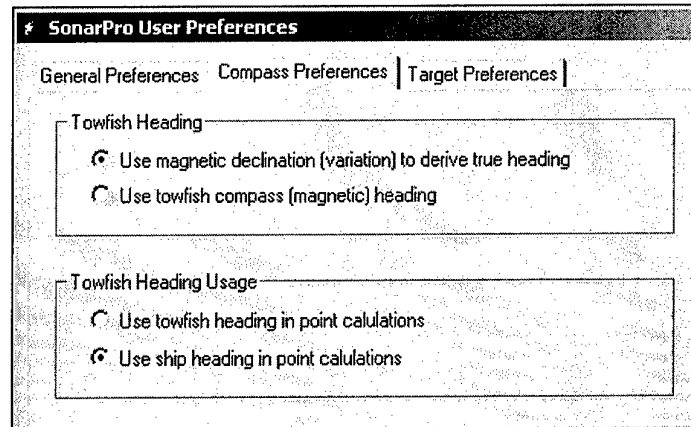 SonarPro User Preferences
General Preferences Compass Preferences Target Preferences
Towfish Heading
Use magnetic declination (variation) to derive true heading
Use towfish compass (magnetic) heading
Towfish Heading Usage
Use towfish heading in point calulations
Use ship heading in point calulations